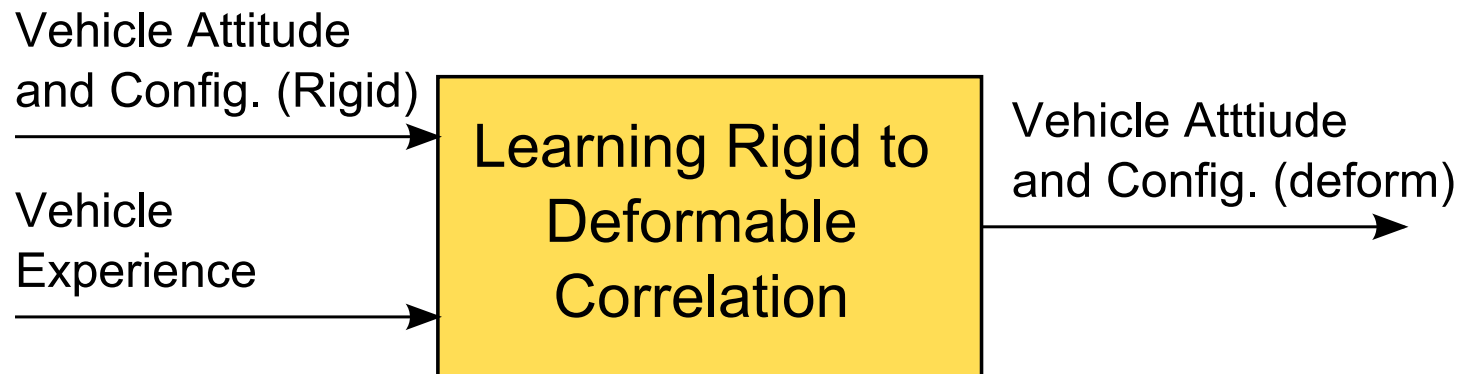 Vehicle Attitude
and Config. (Rigid)
Vehicle
Experience
Learning Rigid to
Deformable
Correlation
Vehicle Atttiude
and Config. (deform)